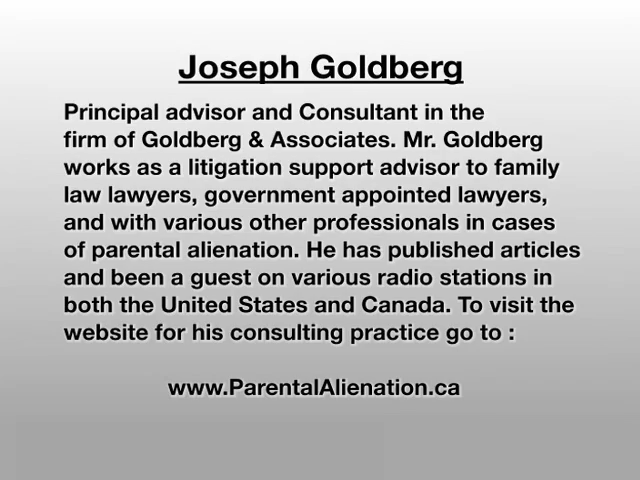 Joseph Goldberg
Principal advisor and Consultant in the
firm of Goldberg & Associates. Mr. Goldberg
works as a litigation support advisor to family
law lawyers, government appointed lawyers,
and with various other professionals in cases
of parental alienation. He has published articles
and been a guest on various radio stations in
both the United States and Canada. To visit the
website for his consulting practice go to :
www.ParentalAlienation.ca